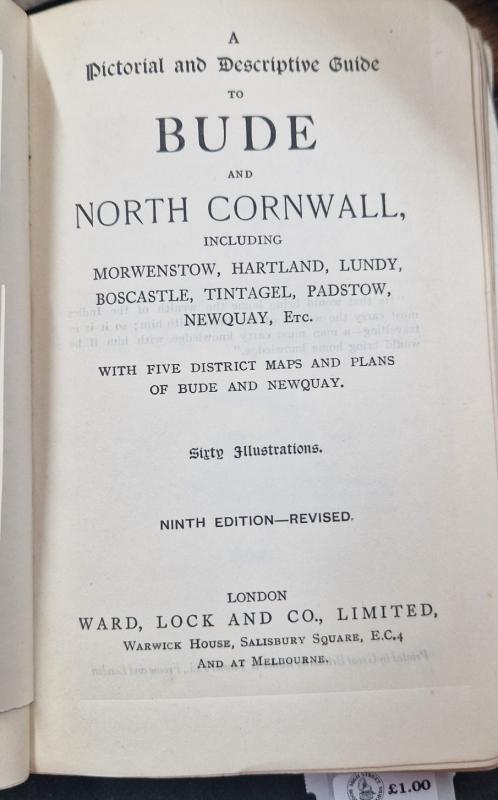 A
Pictorial and Descriptive Guide
TO
BUDE
AND
NORTH CORNWALL,
INCLUDING
MORWENSTOW, HARTLAND, LUNDY,
BOSCASTLE, TINTAGEL, PADSTOW,
NEWQUAY, ETC.
WITH FIVE DISTRICT MAPS AND PLANS
OF BUDE AND NEWQUAY.
Sixty Illustrations.
NINTH EDITION—REVISED.
LONDON
WARD, LOCK AND CO., LIMITED,
WARWICK HOUSE, SALISBURY SQUARE, E.C.4
AND AT MELBOURNE.
£1.00